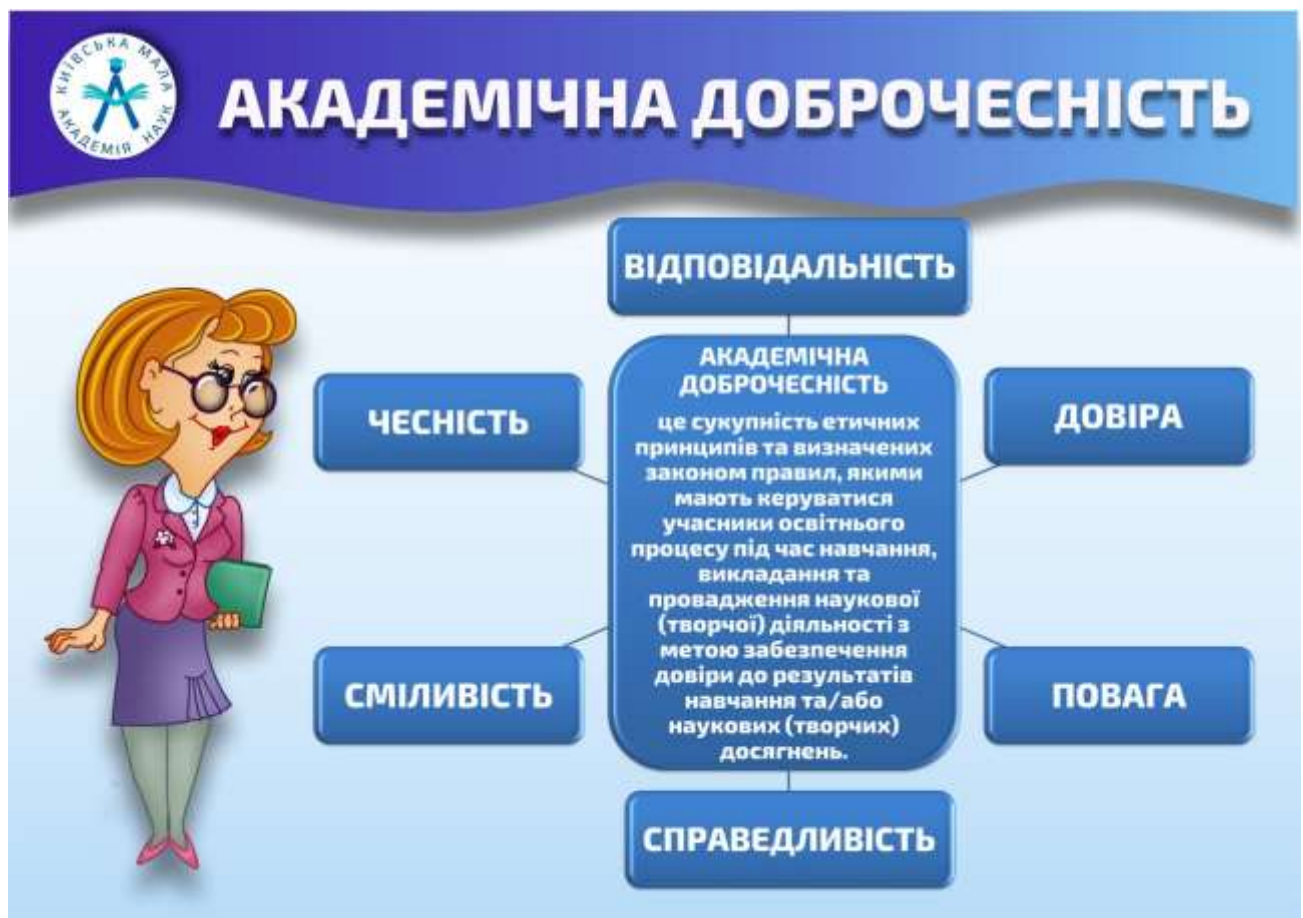 КИЇВСЬКА МАЛА
АКАДЕМІЯ НАУК
АКАДЕМІЧНА ДОБРОЧЕСНІСТЬ
ВІДПОВІДАЛЬНІСТЬ
ЧЕСНІСТЬ
АКАДЕМІЧНА
ДОБРОЧЕСНІСТЬ
це сукупність етичних
принципів та визначених
законом правил, якими
мають керуватися
учасники освітнього
процесу під час навчання,
викладання та
провадження наукової
(творчої) діяльності з
метою забезпечення
довіри до результатів
навчання та/або
наукових (творчих)
досягнень.
ДОВІРА
СМІЛИВІСТЬ
ПОВАГА
СПРАВЕДЛИВІСТЬ